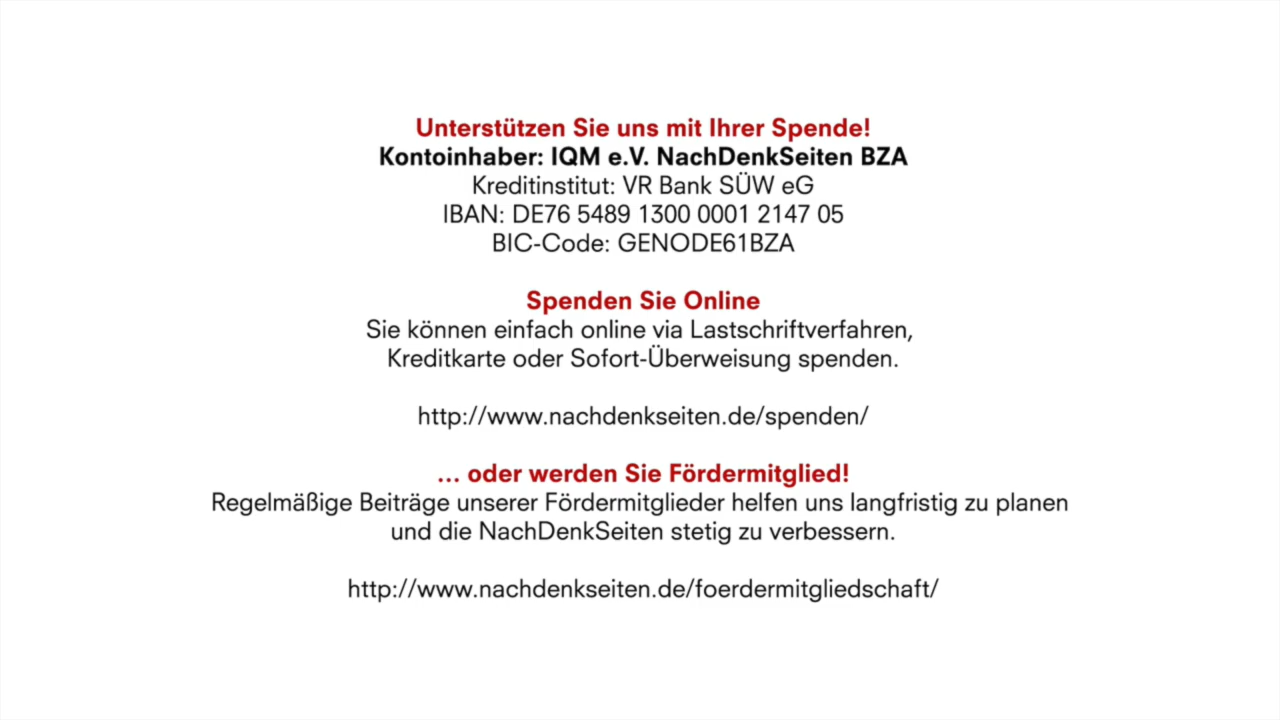 Unterstützen Sie uns mit Ihrer Spende!
Kontoinhaber: IQM e.V. NachDenkSeiten BZA
Kreditinstitut: VR Bank SÜW eG
IBAN: DE76 5489 1300 0001 2147 05
BIC-Code: GENODE61BZA
Spenden Sie Online
Sie können einfach online via Lastschriftverfahren,
Kreditkarte oder Sofort-Überweisung spenden.
http://www.nachdenkseiten.de/spenden/
... oder werden Sie Fördermitglied!
Regelmäßige Beiträge unserer Fördermitglieder helfen uns langfristig zu planen
und die NachDenkSeiten stetig zu verbessern.
http://www.nachdenkseiten.de/foerdermitgliedschaft/